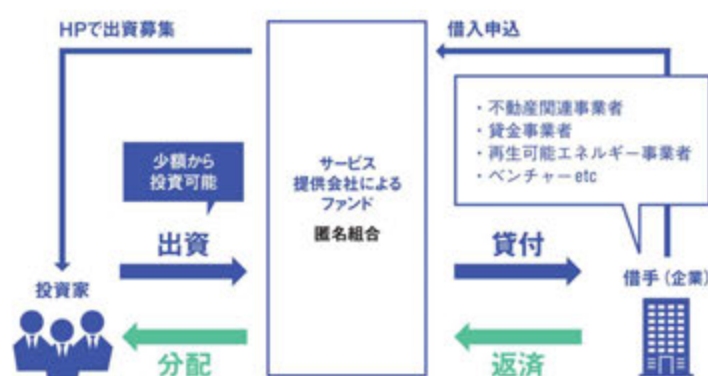 HPで出資募集
借入申込
・不動産関連事業者
・貸金事業者
・再生可能エネルギー事業者
・ベンチャーetc
少額から
投資可能
サービス
提供会社による
ファンド
匿名組合
出資
貸付
投資家
借手(企業)
分配
返済